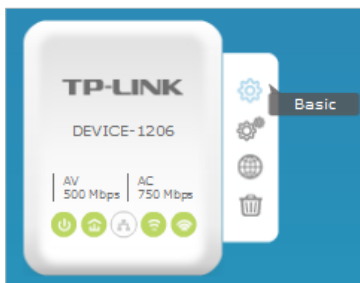 TP-LINK
Basic
DEVICE-1206
AV
500 Mbps
AC
750 Mbps